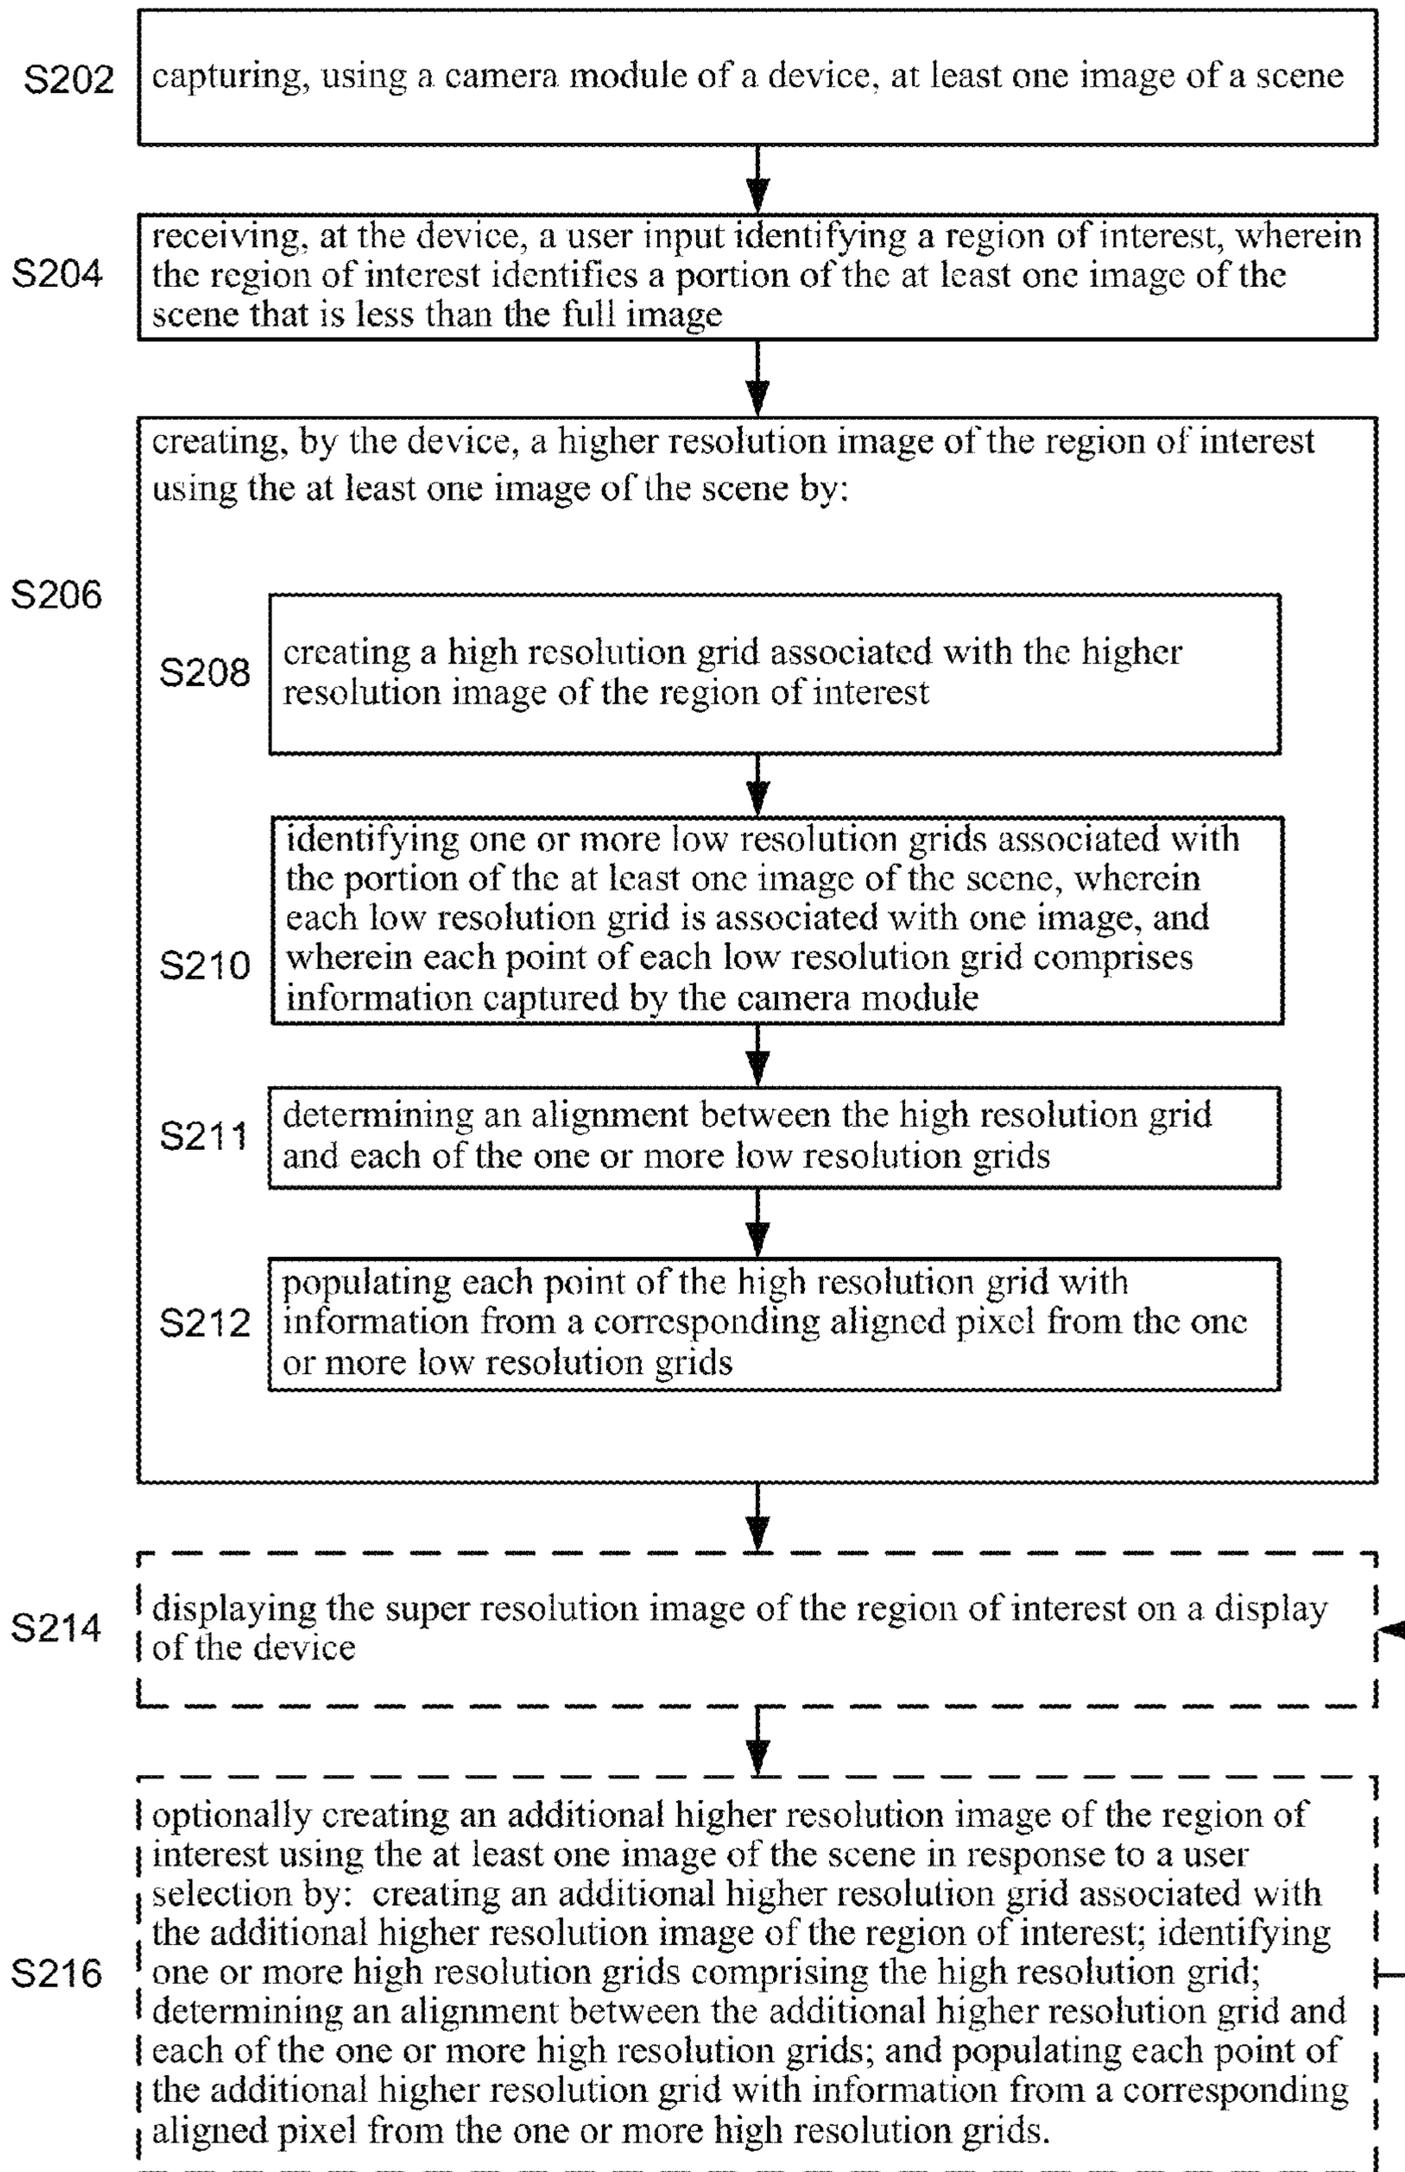 S202
capturing, using a camera module of a device, at least one image of a scene
S204
receiving, at the device, a user input identifying a region of interest, wherein
the region of interest identifies a portion of the at least one image of the
scene that is less than the full image
S206
creating, by the device, a higher resolution image of the region of interest
using the at least one image of the scene by:
S208
creating a high resolution grid associated with the higher
resolution image of the region of interest
S210
identifying one or more low resolution grids associated with
the portion of the at least one image of the scene, wherein
each low resolution grid is associated with one image, and
wherein each point of each low resolution grid comprises
information captured by the camera module
S211
determining an alignment between the high resolution grid
and each of the one or more low resolution grids
S212
populating each point of the high resolution grid with
information from a corresponding aligned pixel from the one
or more low resolution grids
S214
displaying the super resolution image of the region of interest on a display
of the device
S216
optionally creating an additional higher resolution image of the region of
interest using the at least one image of the scene in response to a user
selection by: creating an additional higher resolution grid associated with
the additional higher resolution image of the region of interest; identifying
one or more high resolution grids comprising the high resolution grid;
determining an alignment between the additional higher resolution grid and
each of the one or more high resolution grids; and populating each point of
the additional higher resolution grid with information from a corresponding
aligned pixel from the one or more high resolution grids.